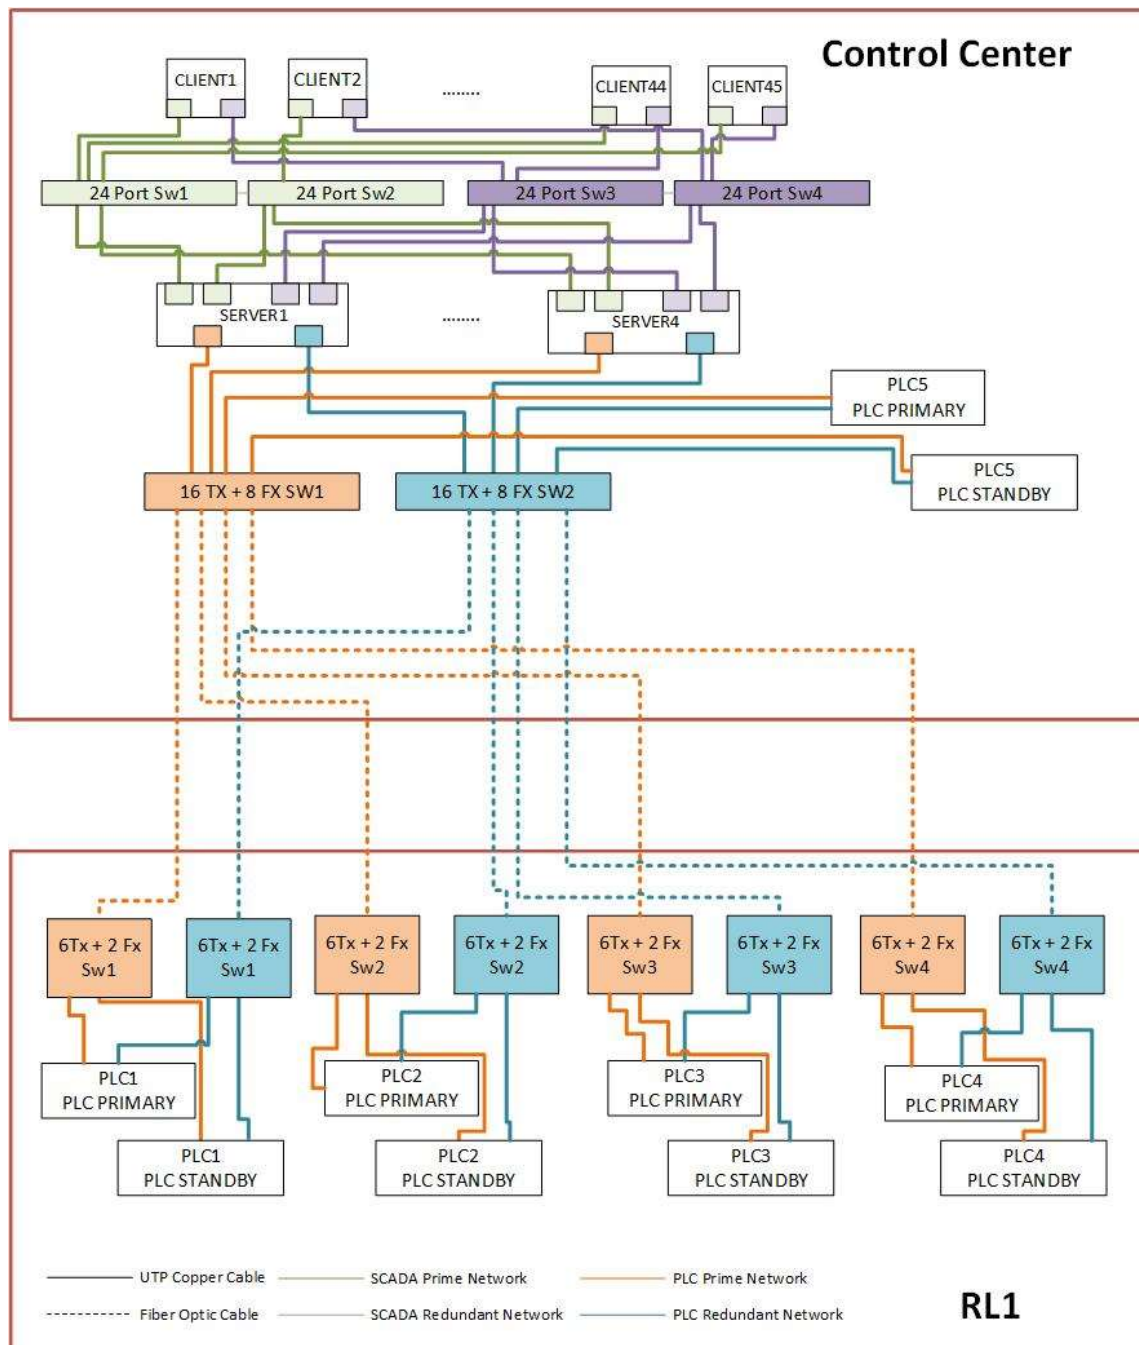 Control Center
CLIENT1
CLIENT2
........
CLIENT44
CLIENT45
24 Port Sw1
24 Port Sw2
24 Port Sw3
24 Port Sw4
SERVER1
........
SERVER4
PLC5
PLC PRIMARY
PLC5
PLC STANDBY
16 TX + 8 FX SW1
16 TX + 8 FX SW2
6Tx + 2 Fx
Sw1
6Tx + 2 Fx
Sw1
6Tx + 2 Fx
Sw2
6Tx + 2 Fx
Sw2
6Tx + 2 Fx
Sw3
6Tx + 2 Fx
Sw3
6Tx + 2 Fx
Sw4
6Tx + 2 Fx
Sw4
PLC1
PLC PRIMARY
PLC2
PLC PRIMARY
PLC3
PLC PRIMARY
PLC4
PLC PRIMARY
PLC1
PLC STANDBY
PLC2
PLC STANDBY
PLC3
PLC STANDBY
PLC4
PLC STANDBY
UTP Copper Cable
SCADA Prime Network
PLC Prime Network
Fiber Optic Cable
SCADA Redundant Network
PLC Redundant Network
RL1